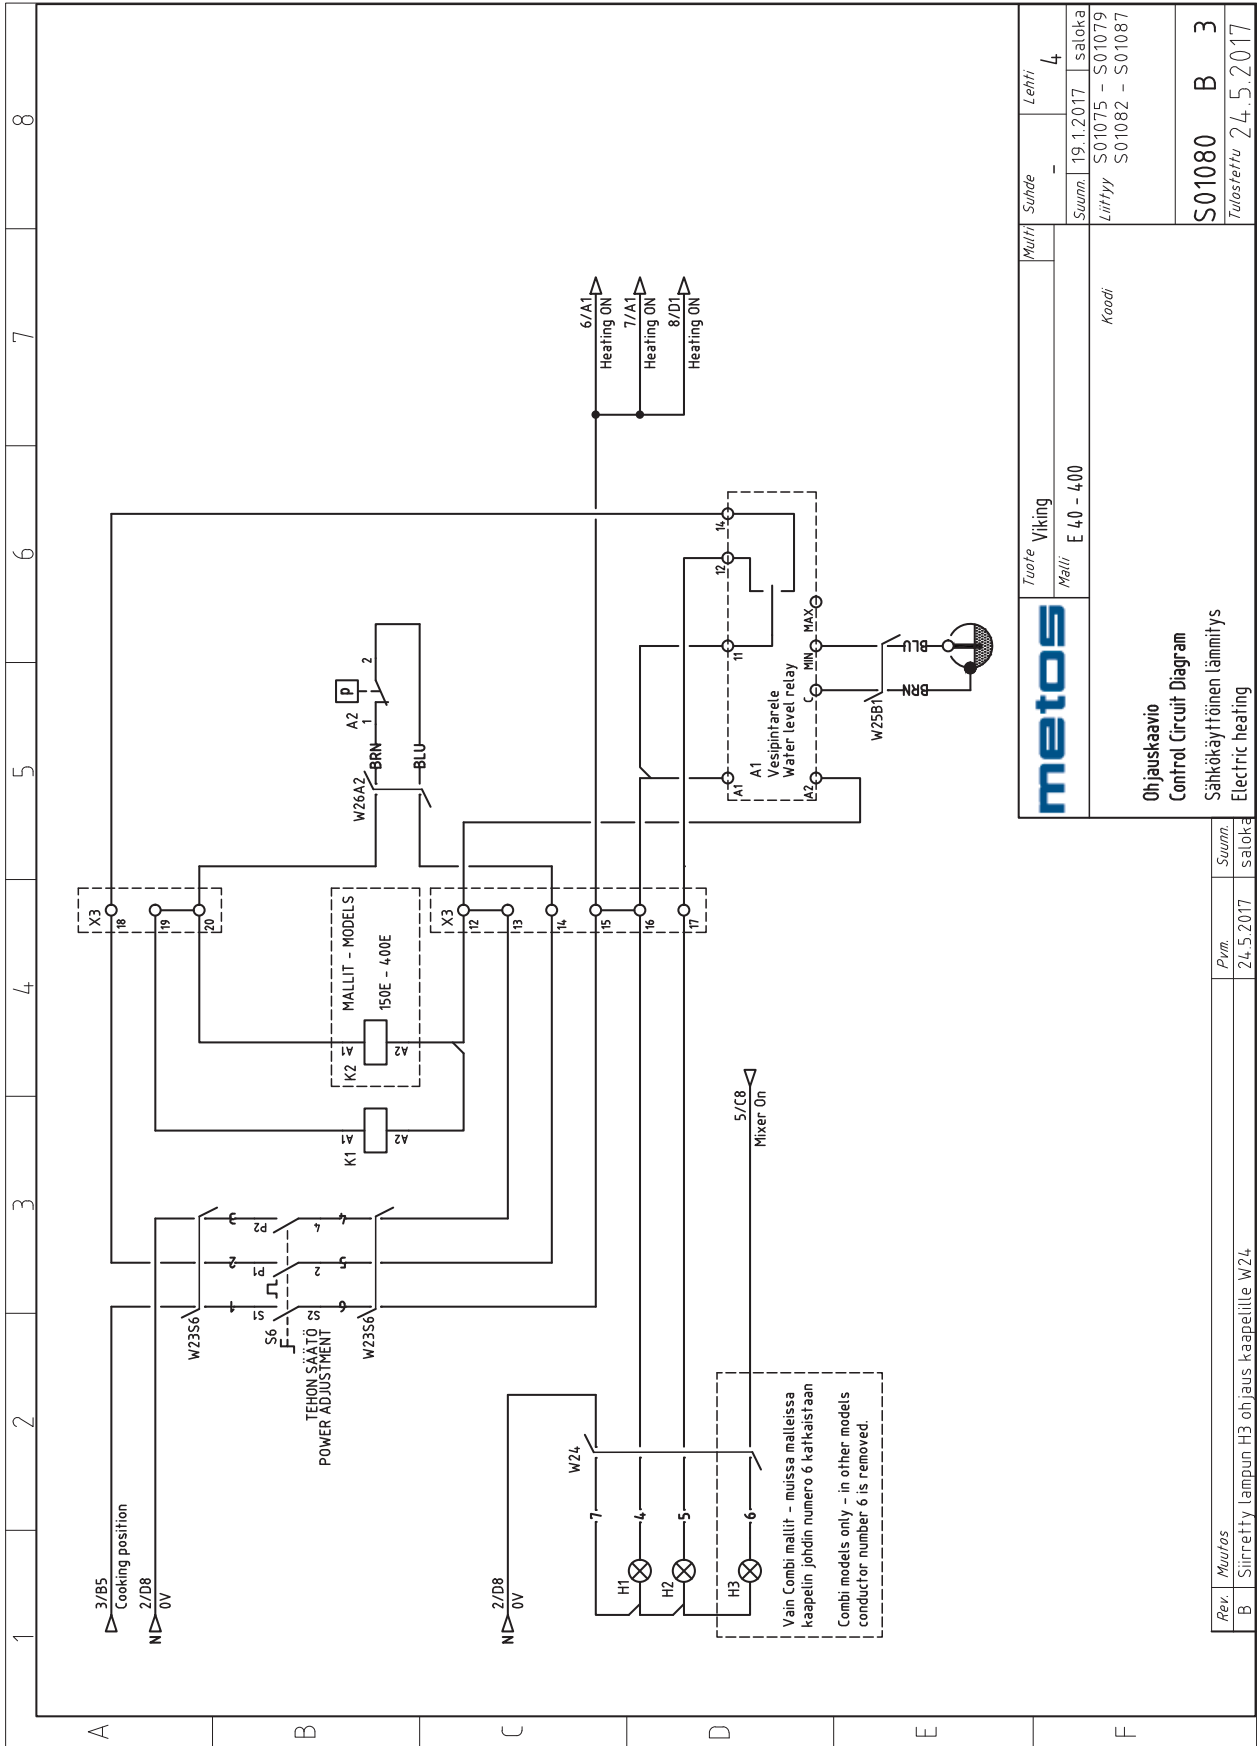 1
2
3
4
5
6
7
8
A
B
C
D
E
F
3/B5
Cooking position
2/D8
0V
N
W23S6
1
2
3
S6
S1
S2
P1
2
P2
4
TEHON SÄÄTÖ
POWER ADJUSTMENT
W23S6
6
5
4
K1
A1
A2
K2
A1
A2
MALLIT - MODELS
150E - 400E
X3
18
19
20
X3
12
13
14
15
16
17
W26A2
BRN
BLU
A2
P
1
2
6/A1
Heating ON
7/A1
Heating ON
8/D1
Heating ON
2/D8
0V
N
W24
7
4
5
6
H1
H2
H3
5/C8
Mixer On
Vain Combi mallit - muissa malleissa
kaapelin johdin numero 6 katkaistaan
Combi models only - in other models
conductor number 6 is removed.
A1
A1
Vesipintarele
Water level relay
A2
11
12
14
C
MIN
MAX
W25B1
BRN
BLU
Rev.
Muutos
Pvm.
Suunn.
B
Siirretty lampun H3 ohjaus kaapelille W24
24.5.2017
saloka
metos
Tuote
Viking
Malli
E 40 - 400
Multi
Suhde
-
Lehti
4
Suunn.
19.1.2017
saloka
Liittyy
S01075 - S01079
S01082 - S01087
Ohjauskaavio
Control Circuit Diagram
Sähkökäyttöinen lämmitys
Electric heating
Koodi
S01080 B 3
Tulostettu 24.5.2017